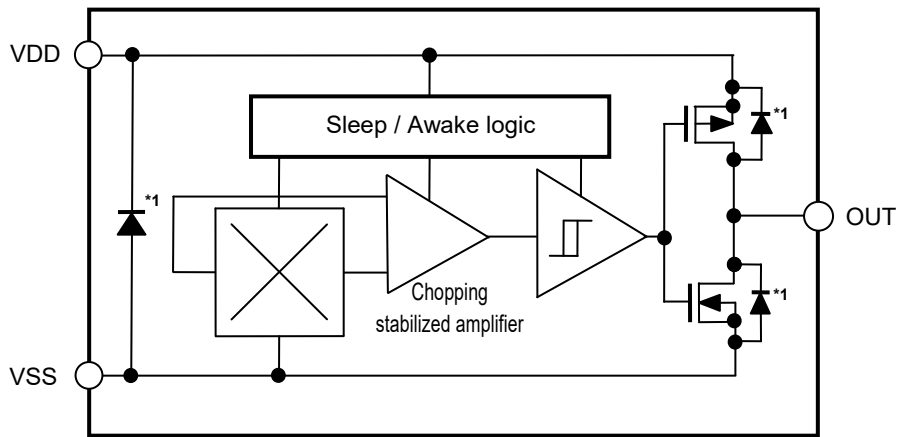 VDD
Sleep / Awake logic
*1
*1
OUT
Chopping
stabilized amplifier
*1
VSS